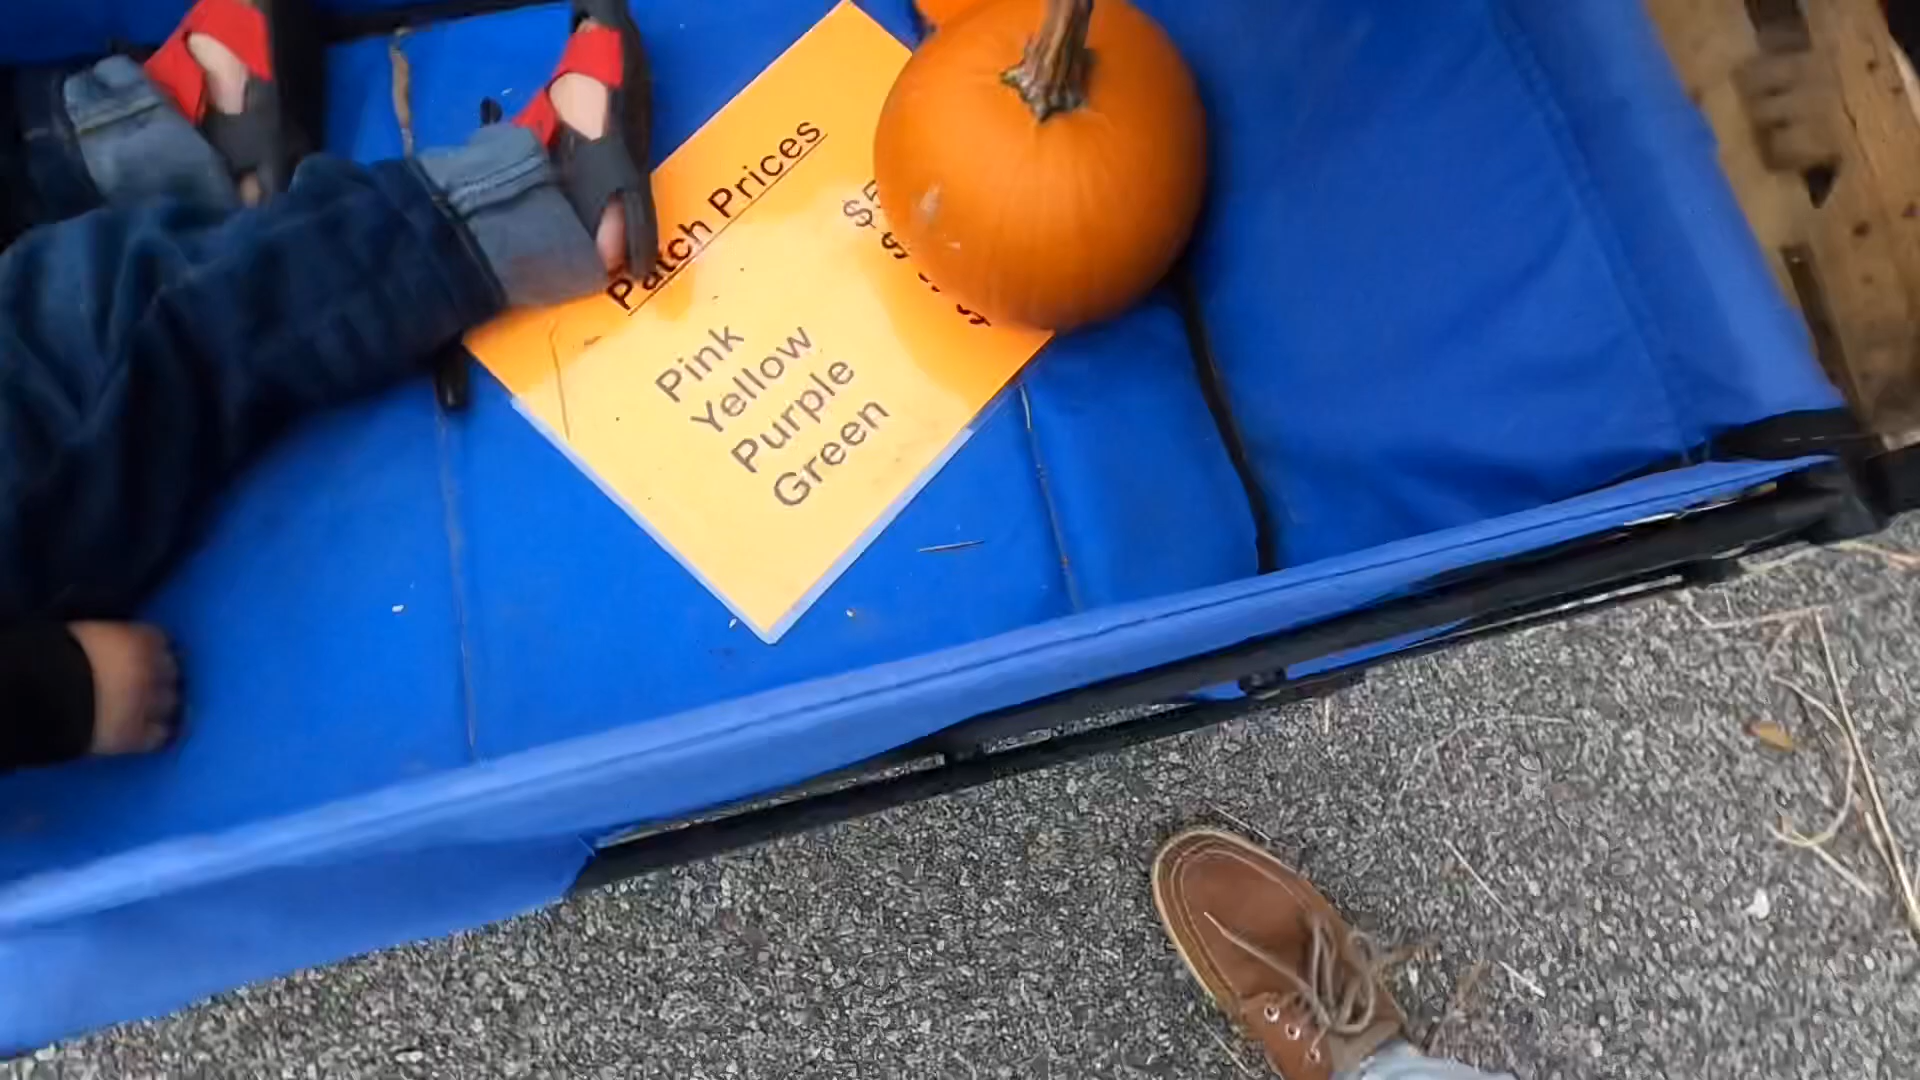 Patch Prices
Pink
Yellow
Purple
Green